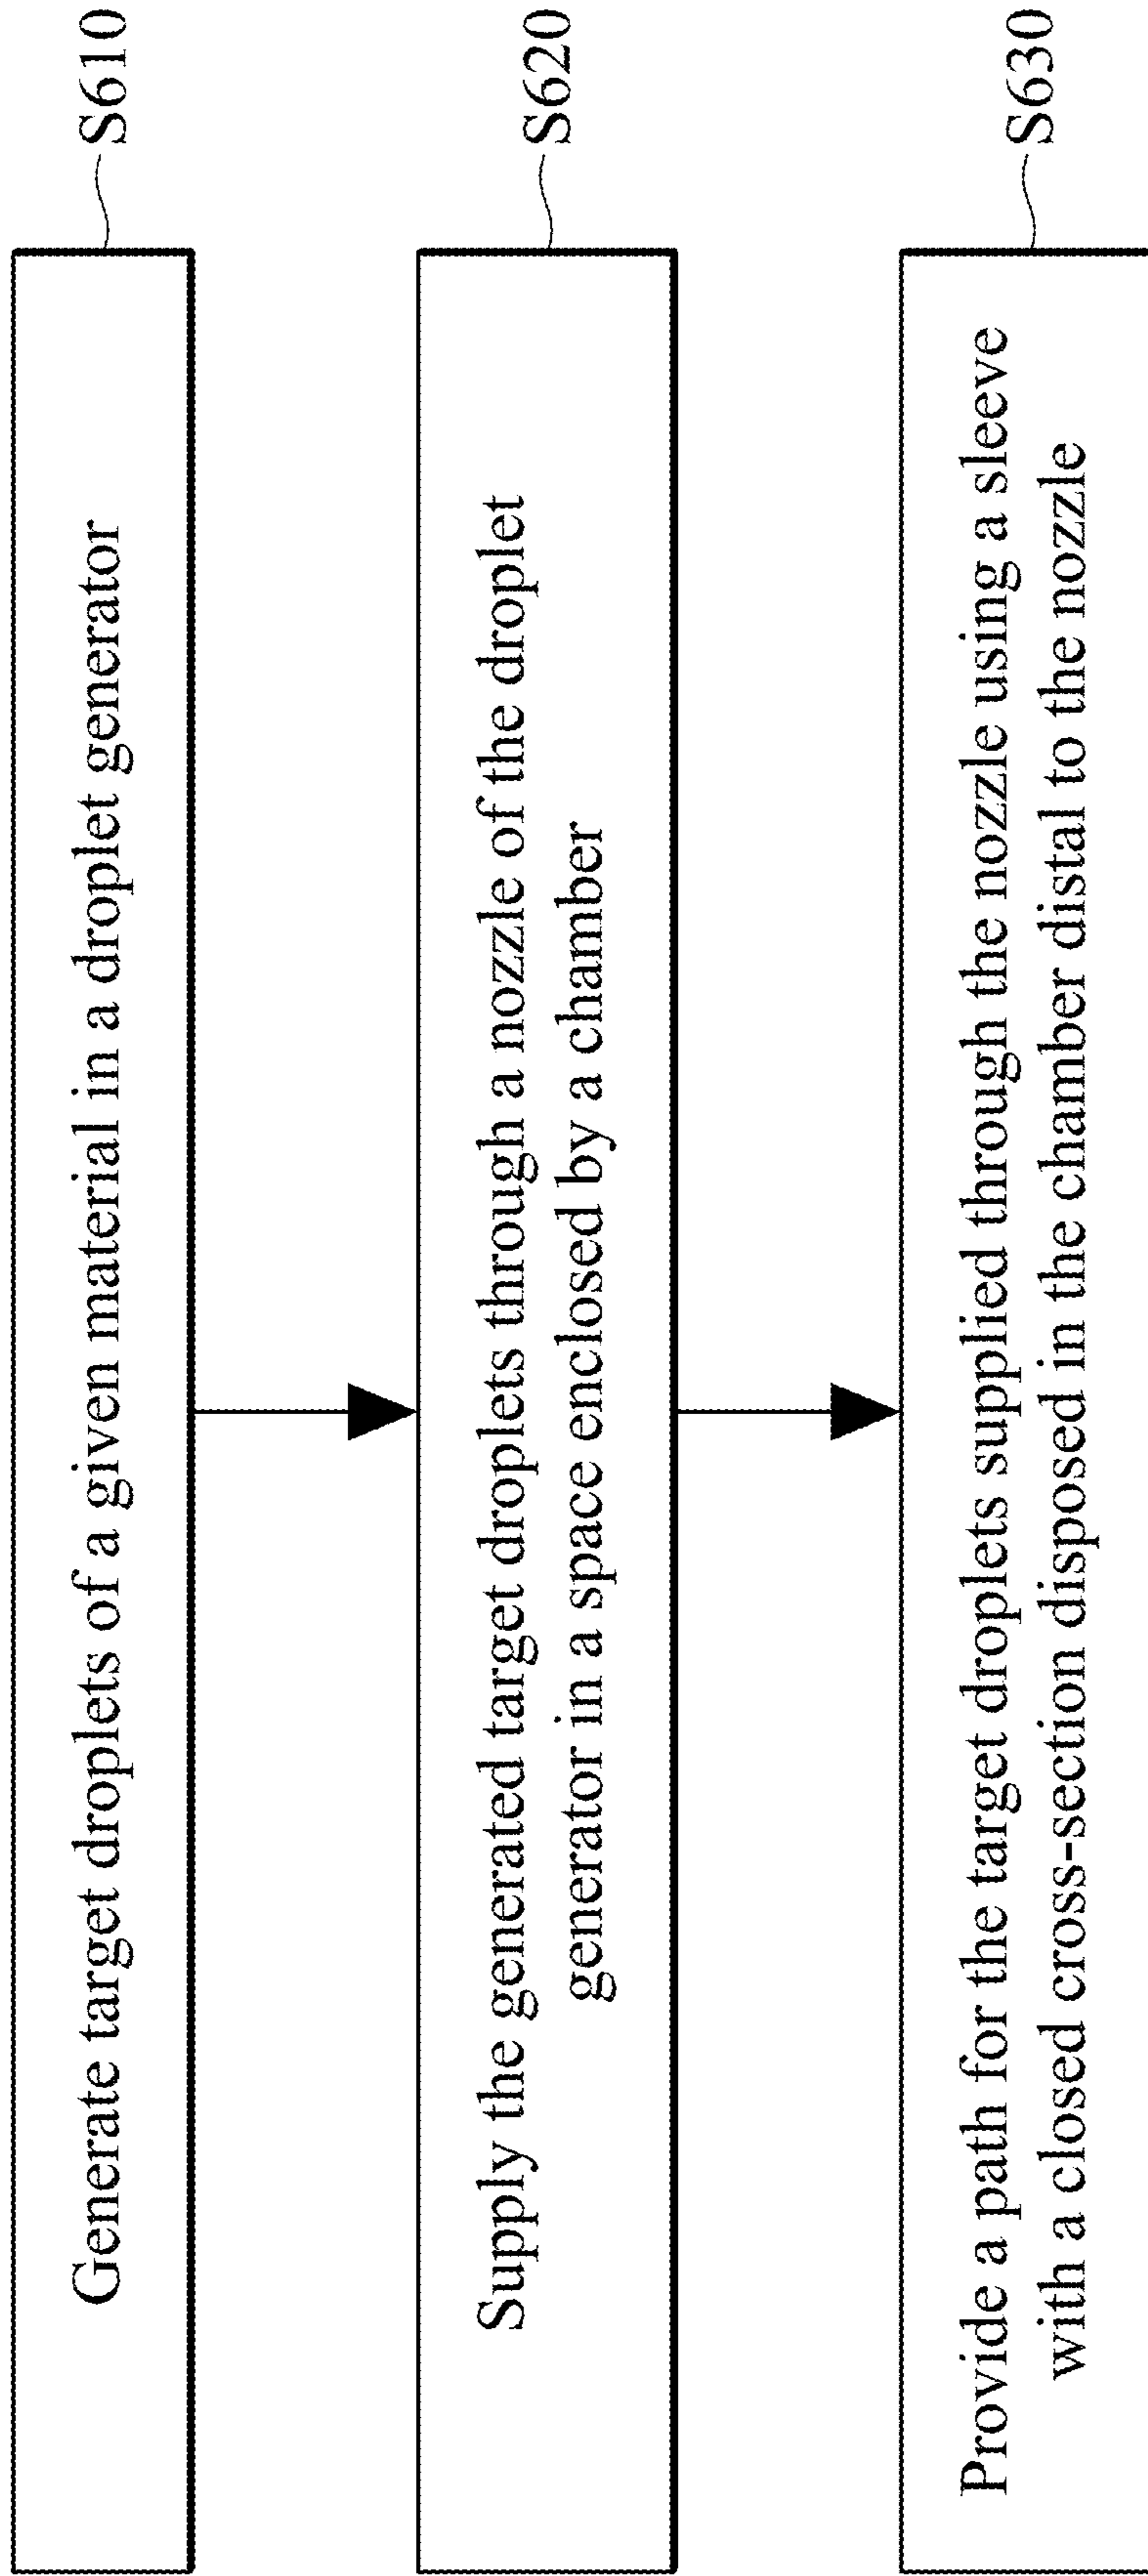 Generate target droplets of a given material in a droplet generator
S610
Supply the generated target droplets through a nozzle of the droplet
generator in a space enclosed by a chamber
S620
Provide a path for the target droplets supplied through the nozzle using a sleeve
with a closed cross-section disposed in the chamber distal to the nozzle
S630